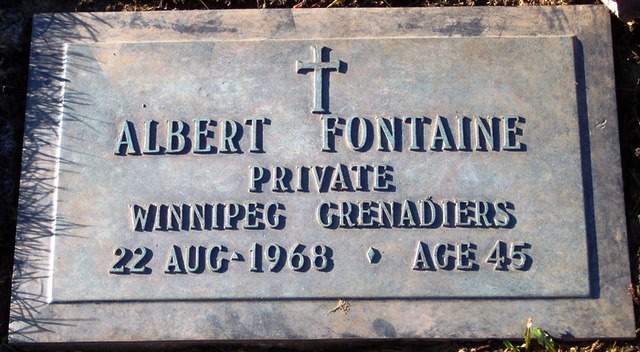 ALBERT FONTAINE
PRIVATE
WINNIPEG GRENADIERS
22 AUG-1968 ⬥ AGE 45